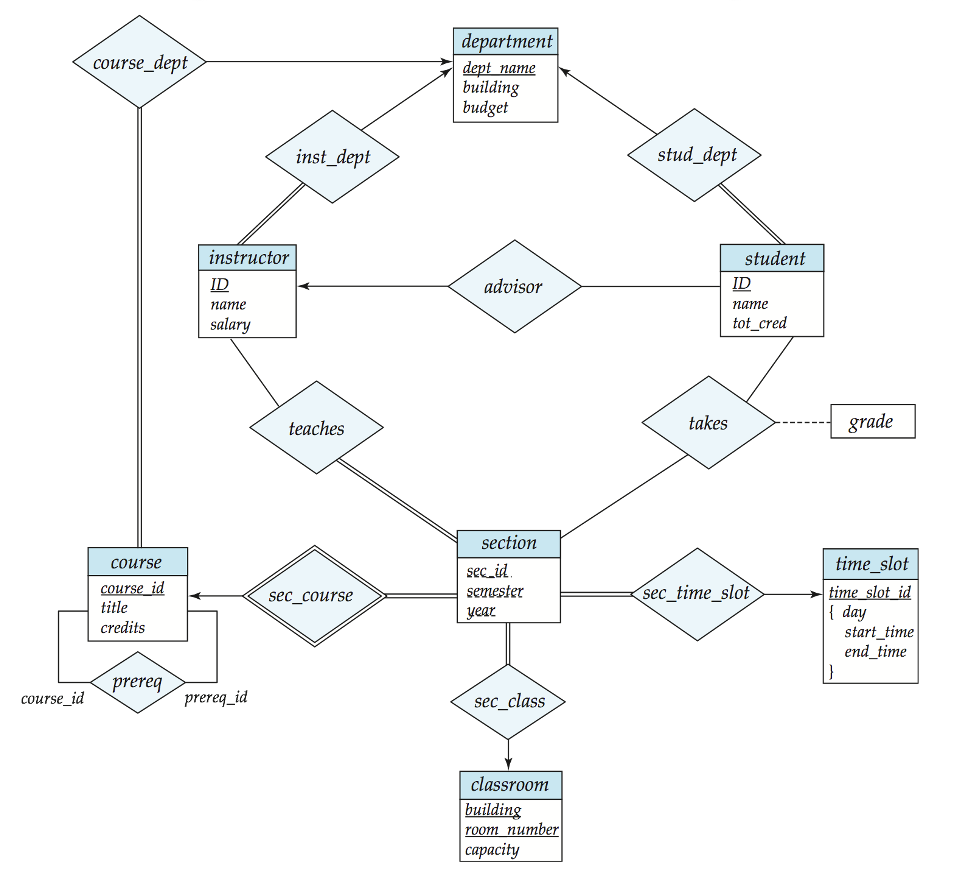 department
course_dept
dept_name
building
budget
inst_dept
stud_dept
instructor
ID
name
salary
advisor
student
ID
name
tot_cred
teaches
takes
grade
course
course_id
title
credits
sec_course
section
sec_id
semester
year
sec_time_slot
time_slot
time_slot_id
{ day
start_time
end_time
}
prereq
course_id
prereq_id
sec_class
classroom
building
room_number
capacity